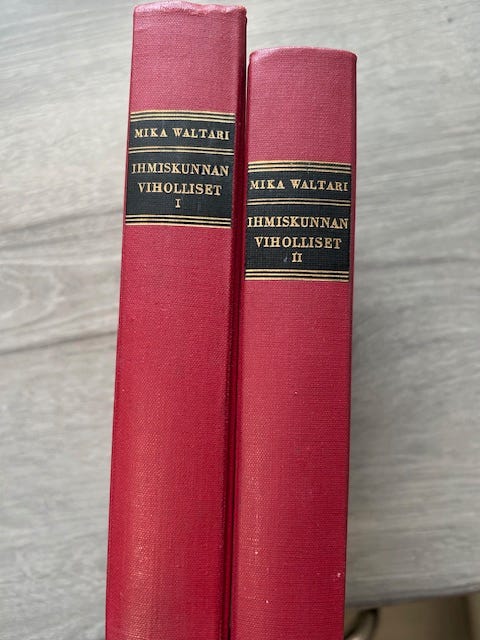 MIKA WALTARI
IHMISKUNNAN
VIHOLLISET
I
MIKA WALTARI
IHMISKUNNAN
VIHOLLISET
II